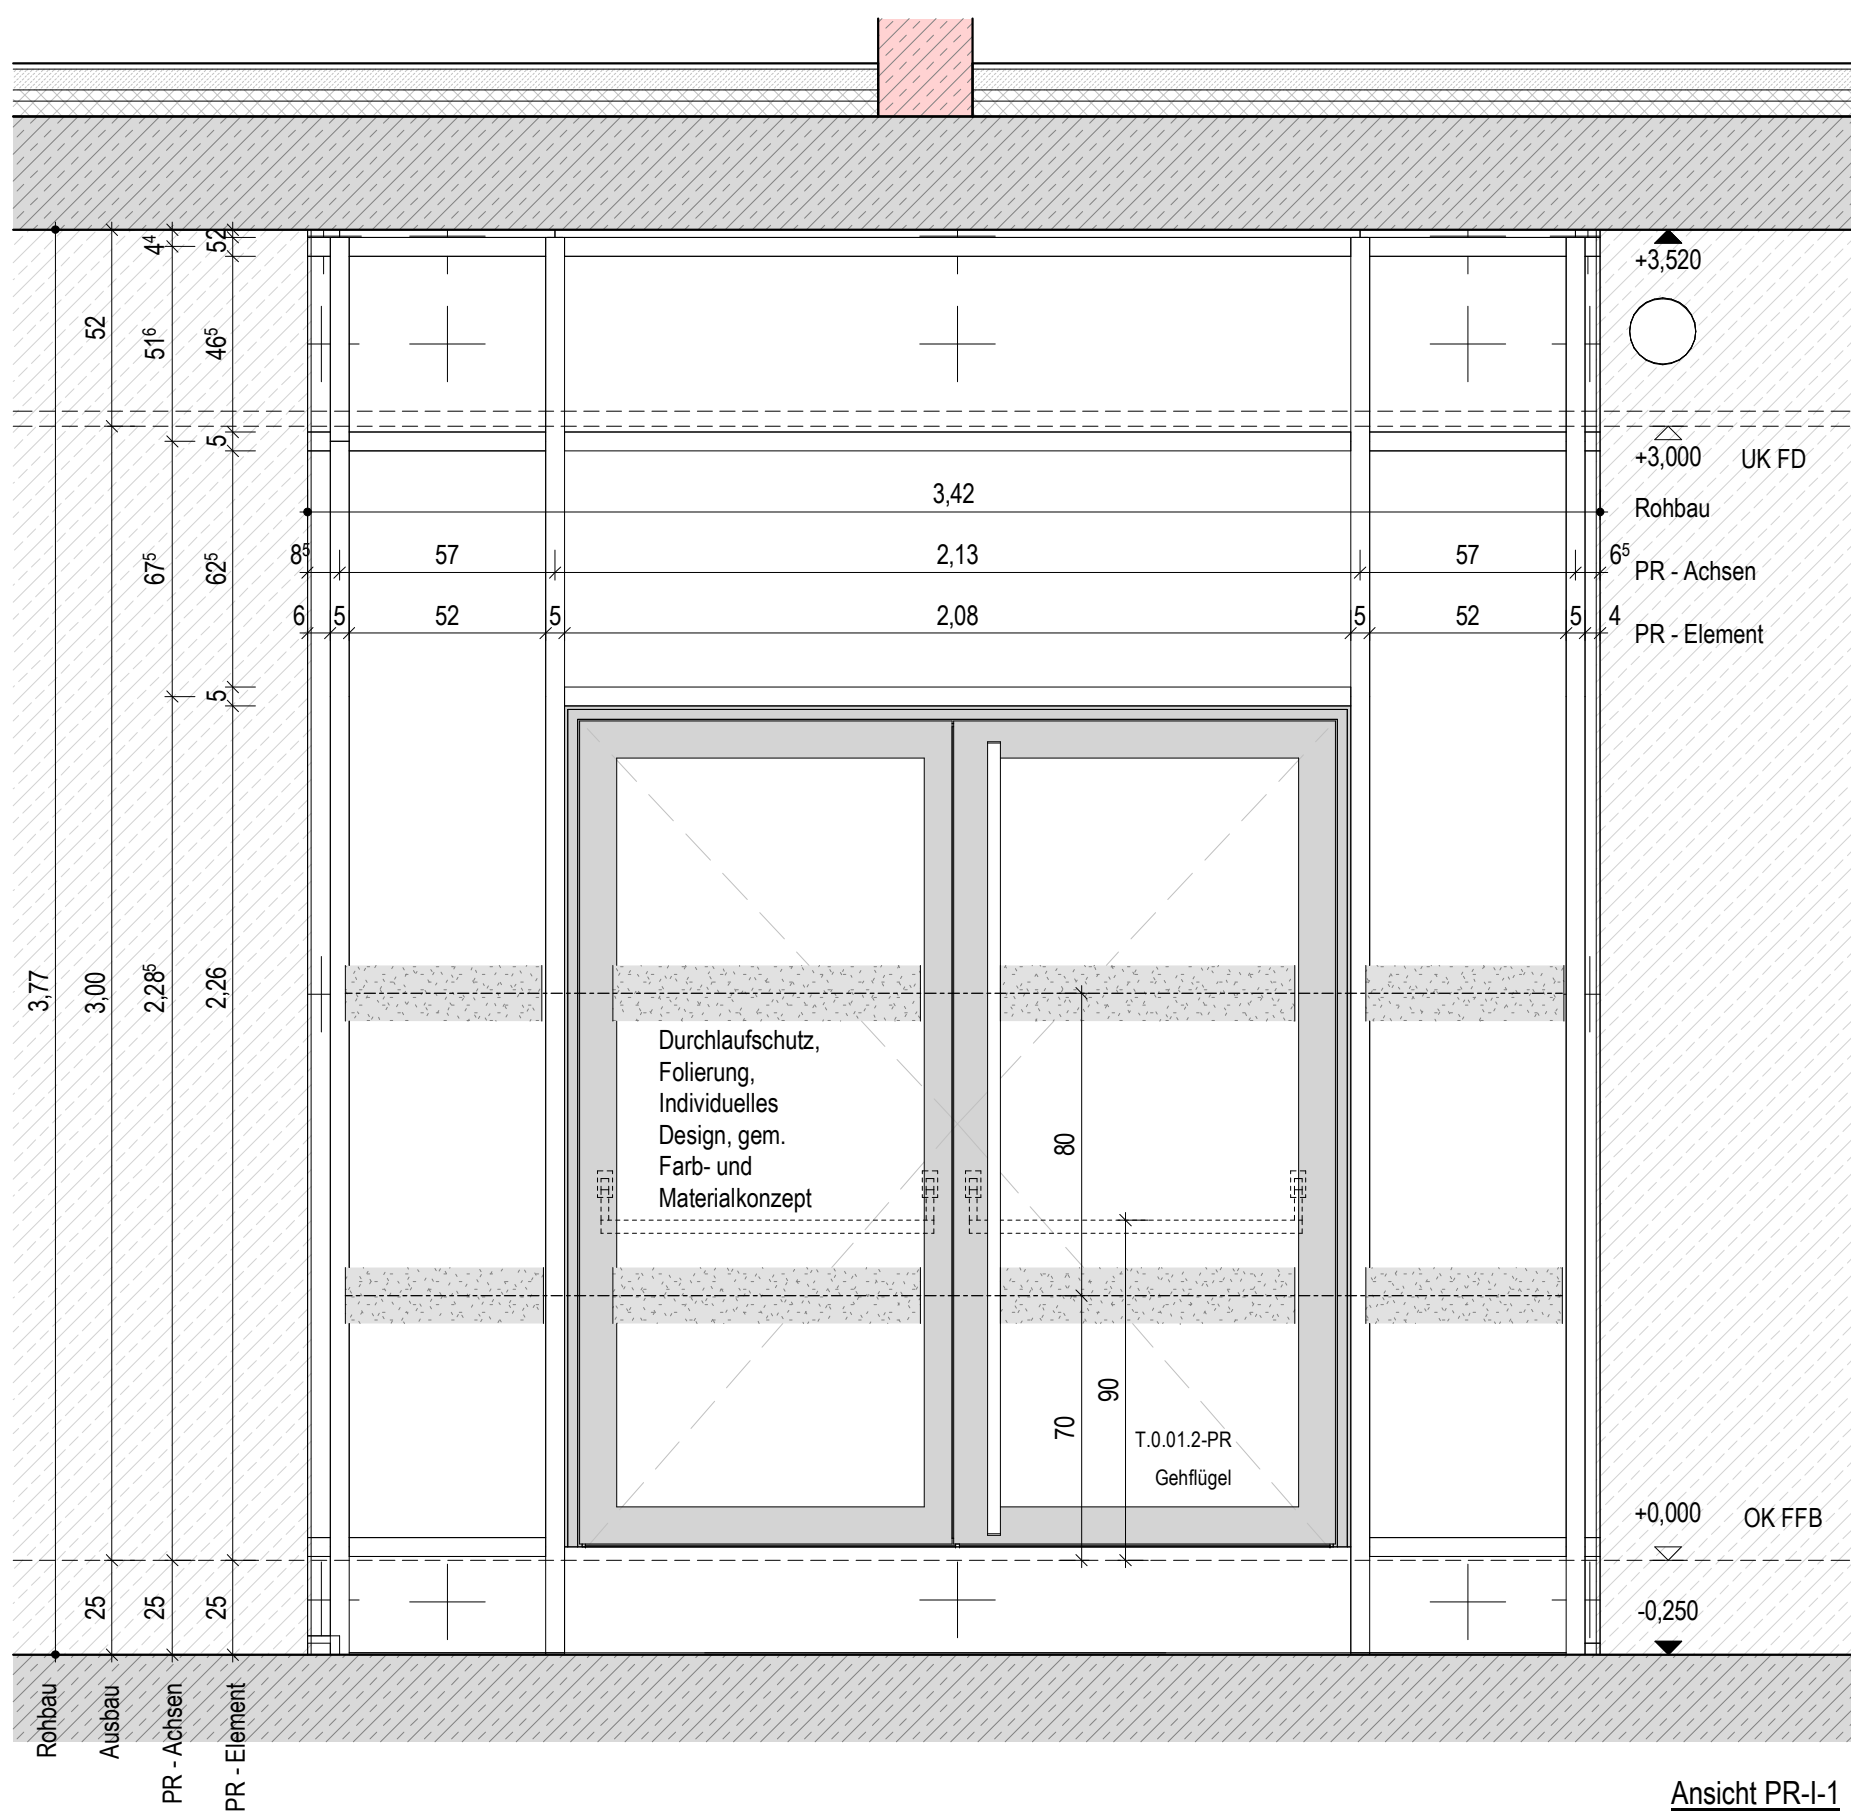 4⁴
52
52
51⁶
46⁵
5
+3,520
+3,000 UK FD
3,42
Rohbau
8⁵ 57 2,13 57 6⁵
PR - Achsen
6 5 52 5 2,08 5 52 5 4
PR - Element
67⁵
62⁵
5
3,77
3,00
2,28⁵
2,26
Durchlaufschutz,
Folierung,
Individuelles
Design, gem.
Farb- und
Materialkonzept
80
90
70
T.0.01.2-PR
Gehflügel
+0,000 OK FFB
25
25
25
-0,250
Rohbau
Ausbau
PR - Achsen
PR - Element
Ansicht PR-I-1